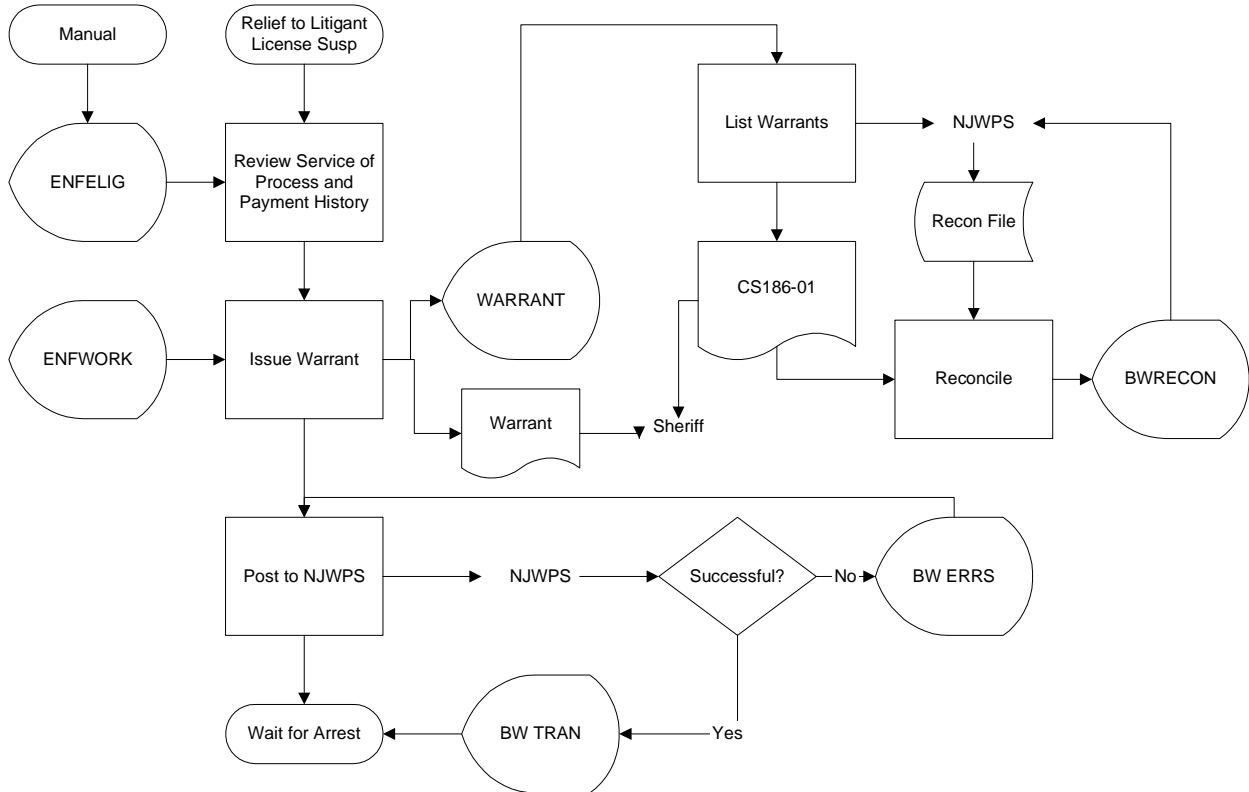 Manual
Relief to Litigant
License Susp
List Warrants
NJWPS
ENFELIG
Review Service of
Process and
Payment History
Recon File
WARRANT
CS186-01
ENFWORK
Issue Warrant
Reconcile
BWRECON
Warrant
Sheriff
Post to NJWPS
NJWPS
Successful?
No
BW ERRS
Wait for Arrest
BW TRAN
Yes